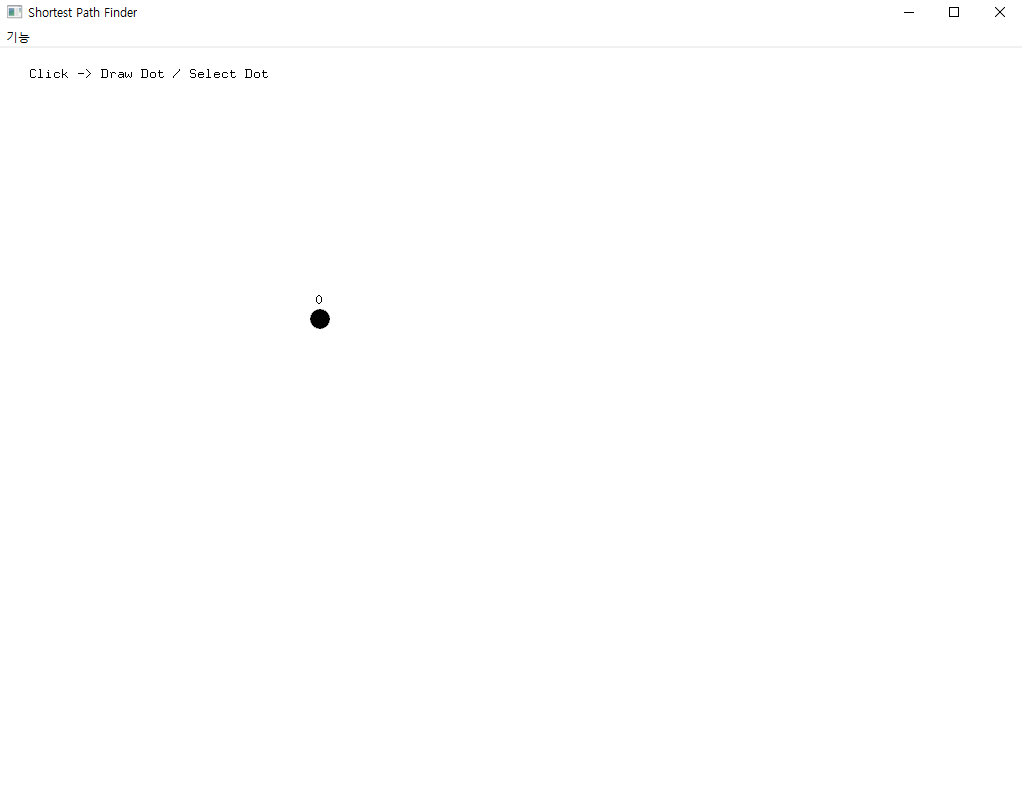 Shortest Path Finder
기능
Click -> Draw Dot / Select Dot
0